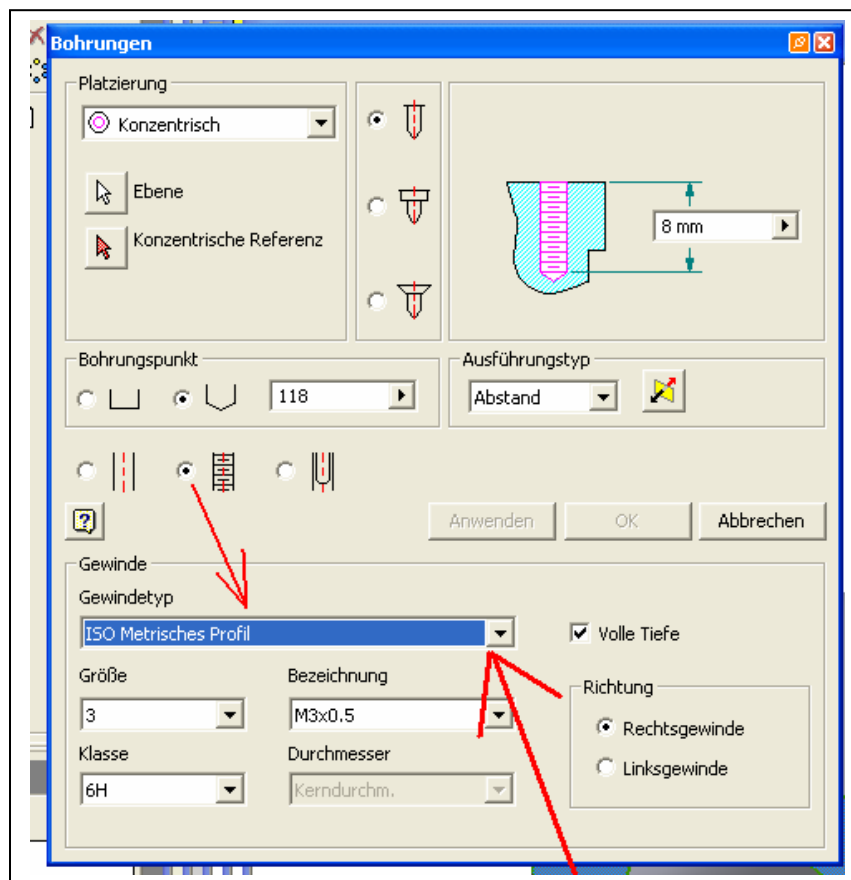 Bohrungen
Platzierung
Konzentrisch
Ebene
Konzentrische Referenz
8 mm
Bohrungspunkt
118
Ausführungstyp
Abstand
Anwenden
OK
Abbrechen
Gewinde
Gewindetyp
ISO Metrisches Profil
Volle Tiefe
Größe
Bezeichnung
3
M3x0.5
Klasse
Durchmesser
6H
Kerndurchm.
Richtung
Rechtsgewinde
Linksgewinde